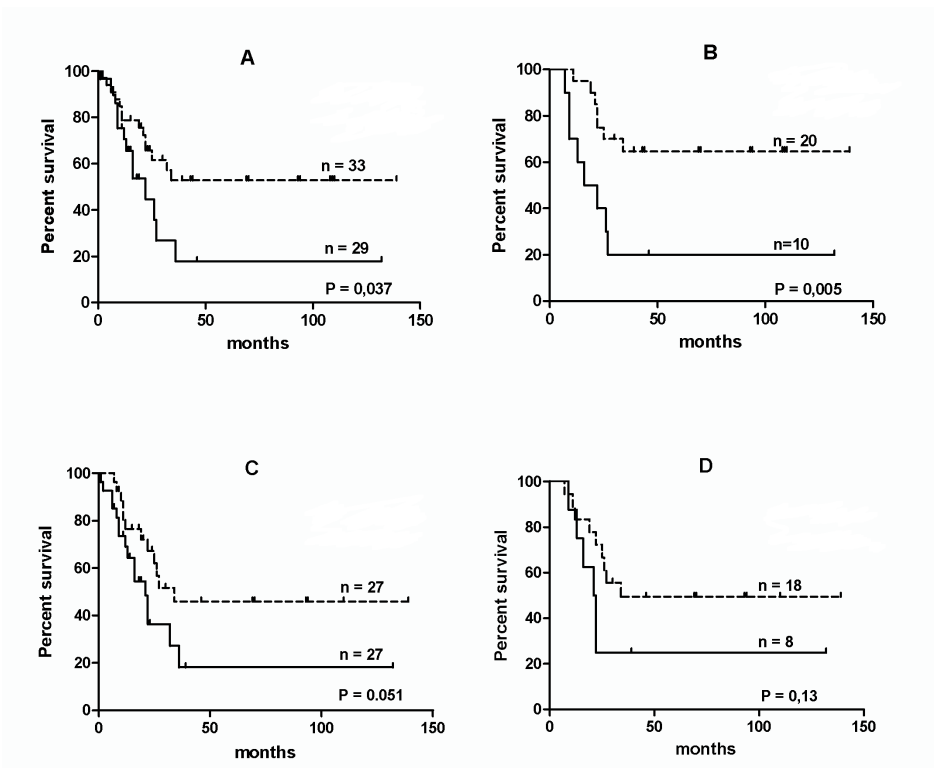 A
Percent survival
100
80
60
40
20
0
n = 33
n = 29
P = 0,037
0 50 100 150
months
B
Percent survival
100
80
60
40
20
0
n = 20
n=10
P = 0,005
0 50 100 150
months
C
Percent survival
100
80
60
40
20
0
n = 27
n = 27
P = 0.051
0 50 100 150
months
D
Percent survival
100
80
60
40
20
0
n = 18
n = 8
P = 0,13
0 50 100 150
months